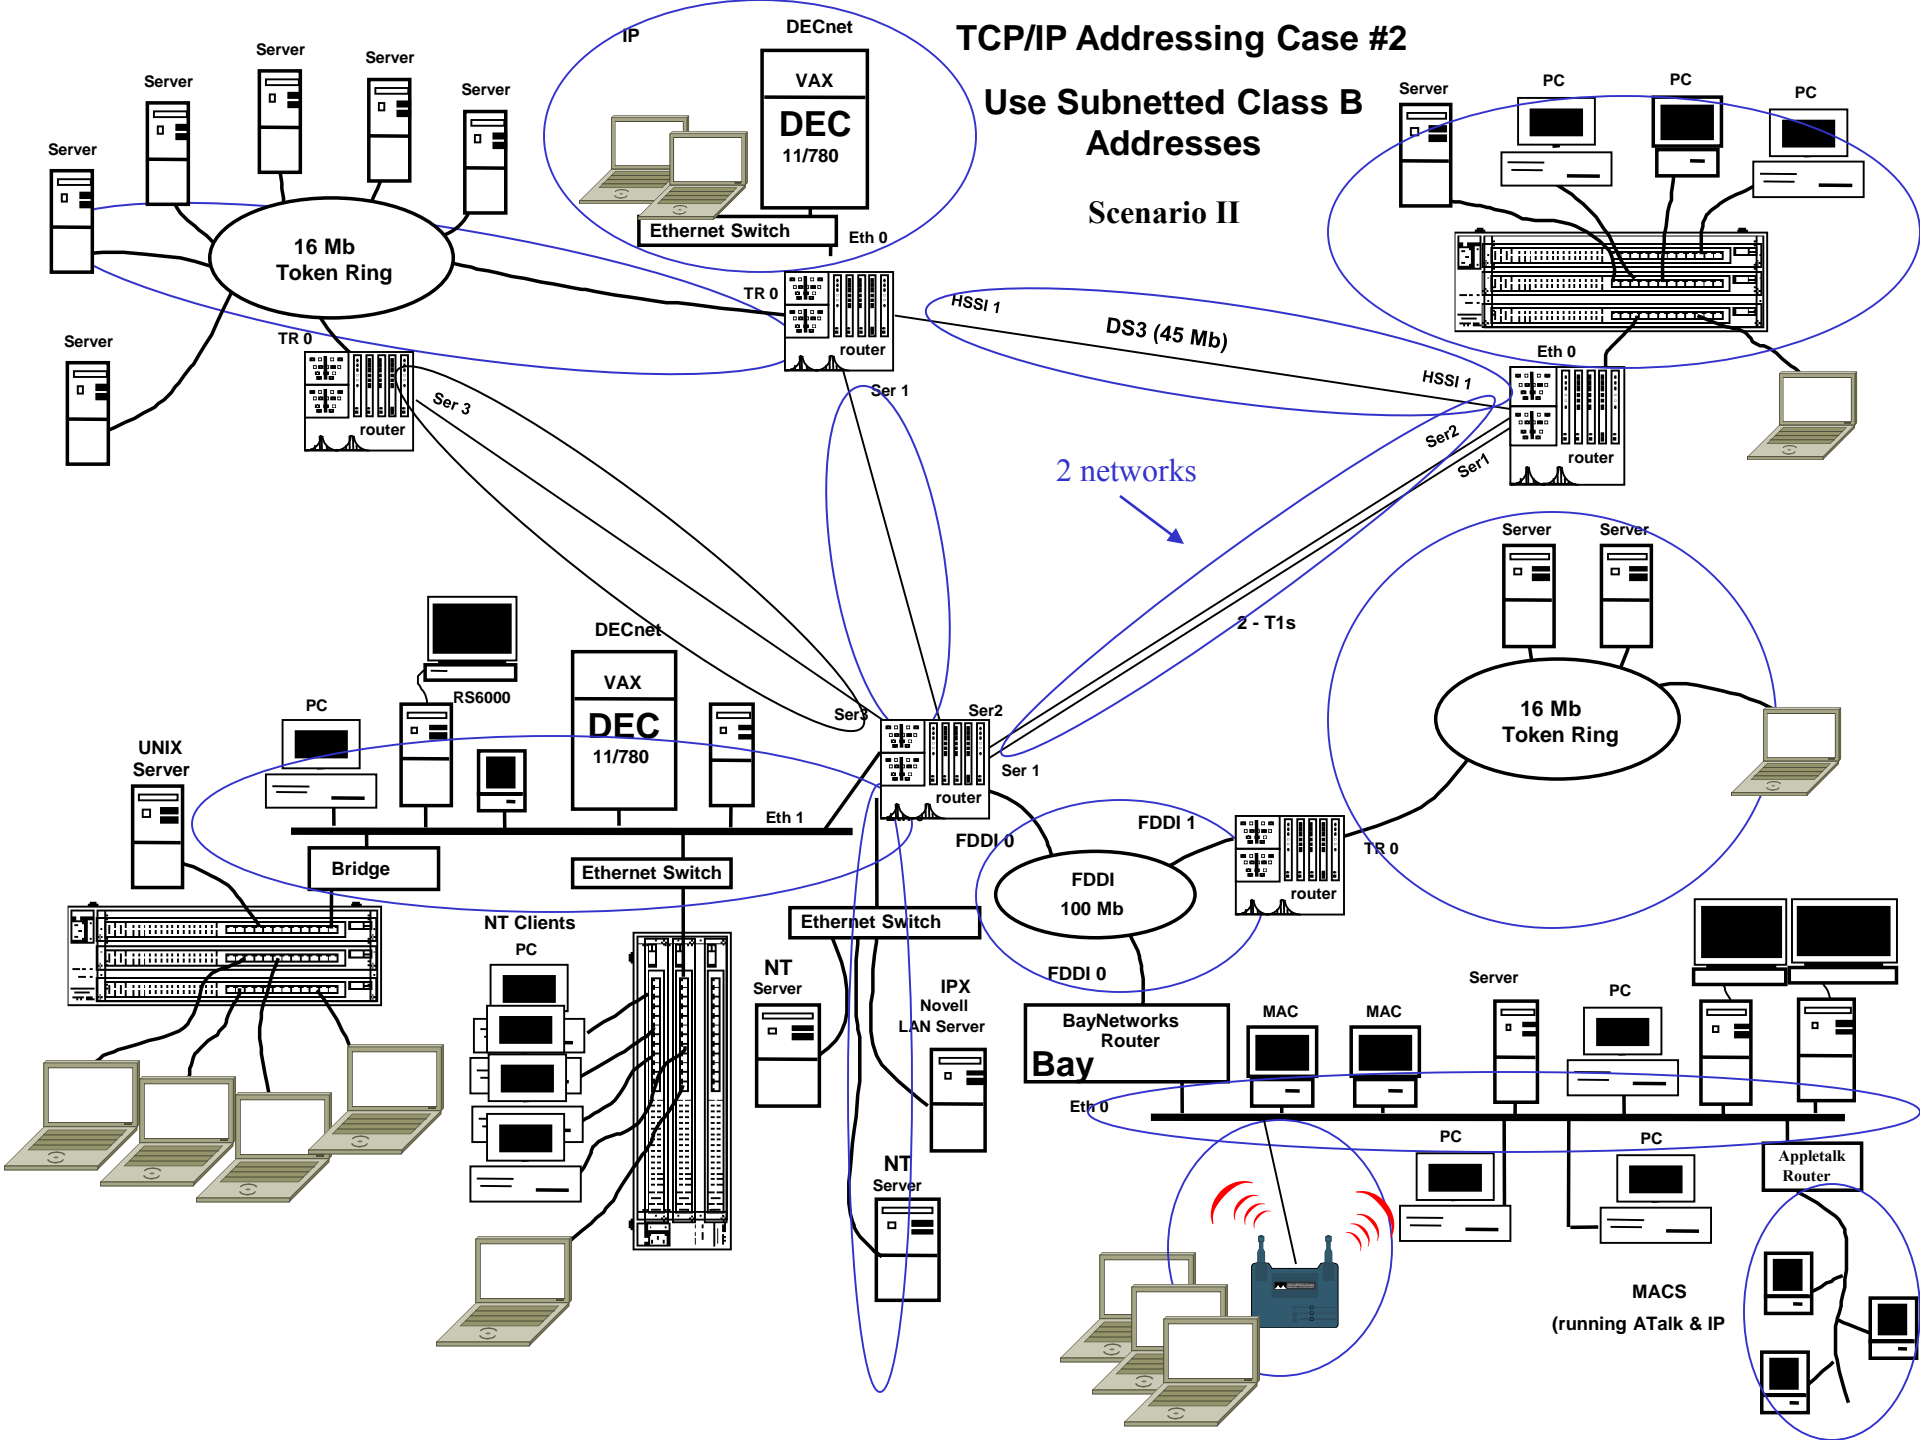 TCP/IP Addressing Case #2
Use Subnetted Class B
Addresses
Scenario II
IP
DECnet
VAX
DEC
11/780
Ethernet Switch
Eth 0
Server
Server
Server
Server
Server
Server
16 Mb
Token Ring
TR 0
router
TR 0
router
Ser 3
Ser 1
HSSI 1
DS3 (45 Mb)
HSSI 1
Server
PC
PC
PC
Eth 0
router
Ser2
Ser1
2 networks
2 - T1s
Server
Server
16 Mb
Token Ring
Server
DECnet
VAX
DEC
11/780
RS6000
PC
UNIX
Server
Ser3
Ser2
Ser 1
router
Eth 1
Bridge
Ethernet Switch
FDDI 0
FDDI 1
TR 0
router
FDDI
100 Mb
FDDI 0
NT Clients
PC
Ethernet Switch
NT
Server
IPX
Novell
LAN Server
NT
Server
BayNetworks
Router
Bay
Eth 0
MAC
MAC
Server
PC
PC
PC
Appletalk
Router
MACS
(running ATalk & IP